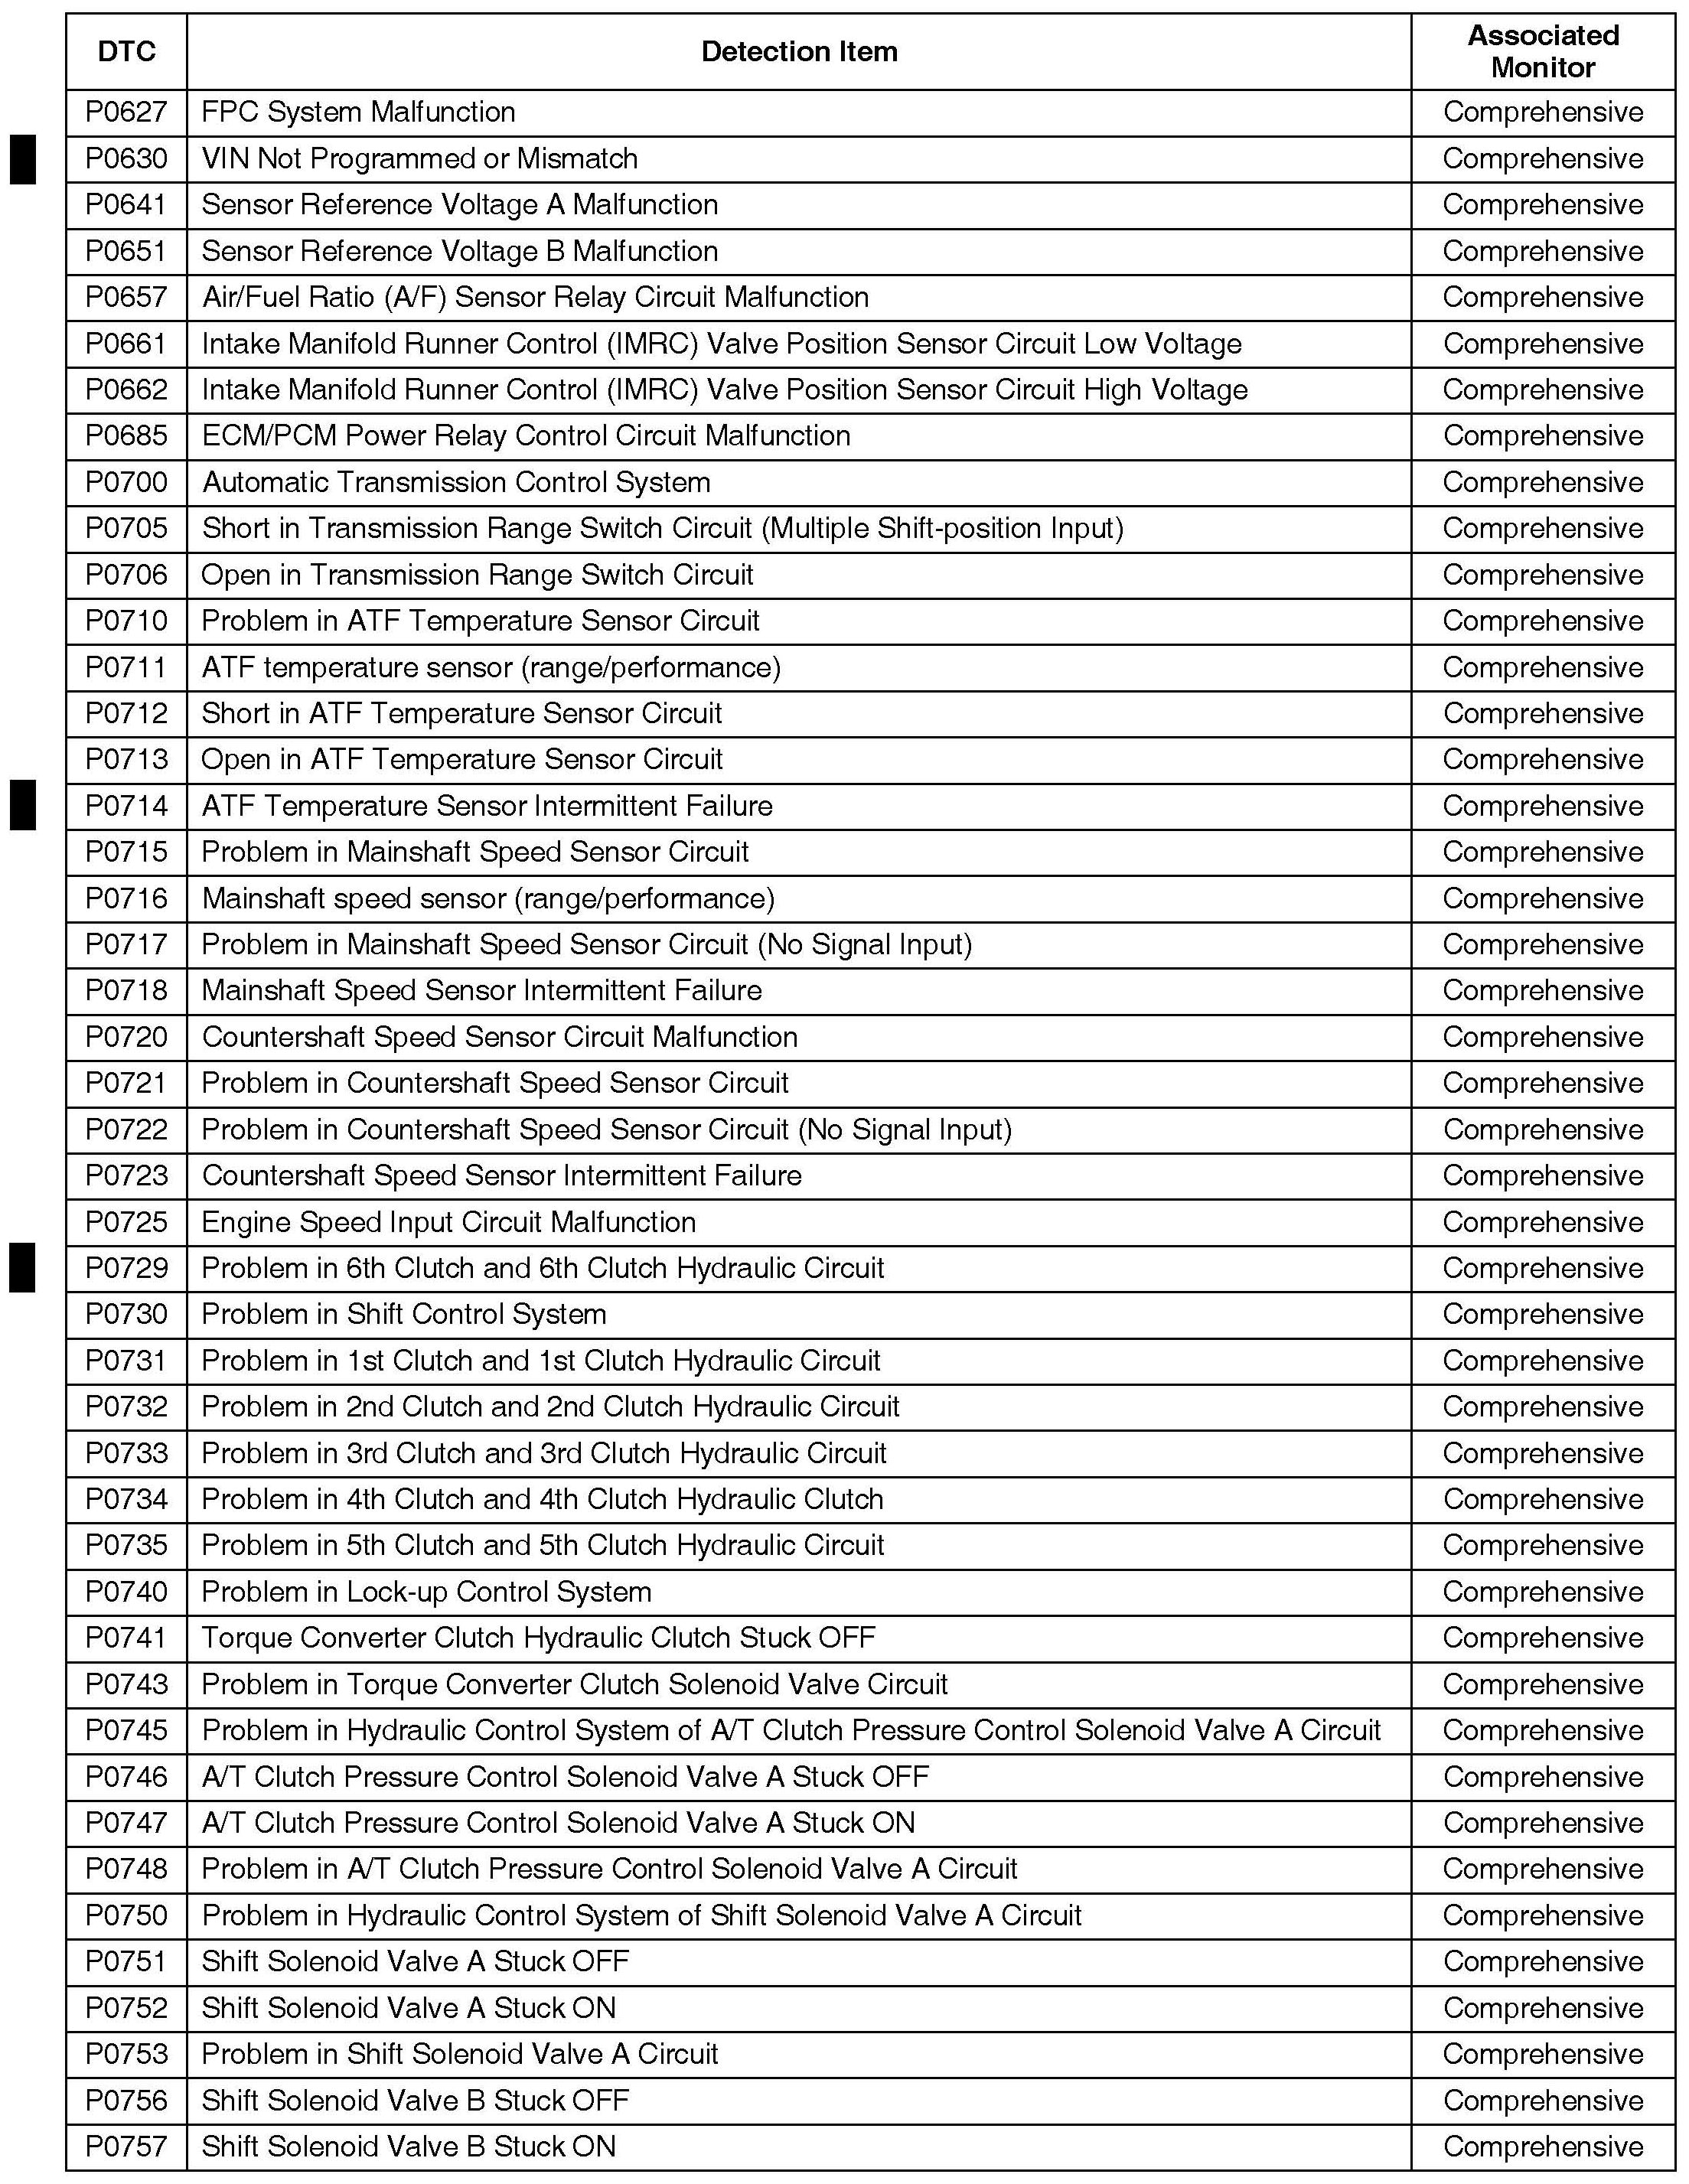 DTC Detection Item Associated Monitor
P0627 FPC System Malfunction Comprehensive
P0630 VIN Not Programmed or Mismatch Comprehensive
P0641 Sensor Reference Voltage A Malfunction Comprehensive
P0651 Sensor Reference Voltage B Malfunction Comprehensive
P0657 Air/Fuel Ratio (A/F) Sensor Relay Circuit Malfunction Comprehensive
P0661 Intake Manifold Runner Control (IMRC) Valve Position Sensor Circuit Low Voltage Comprehensive
P0662 Intake Manifold Runner Control (IMRC) Valve Position Sensor Circuit High Voltage Comprehensive
P0685 ECM/PCM Power Relay Control Circuit Malfunction Comprehensive
P0700 Automatic Transmission Control System Comprehensive
P0705 Short in Transmission Range Switch Circuit (Multiple Shift-position Input) Comprehensive
P0706 Open in Transmission Range Switch Circuit Comprehensive
P0710 Problem in ATF Temperature Sensor Circuit Comprehensive
P0711 ATF temperature sensor (range/performance) Comprehensive
P0712 Short in ATF Temperature Sensor Circuit Comprehensive
P0713 Open in ATF Temperature Sensor Circuit Comprehensive
P0714 ATF Temperature Sensor Intermittent Failure Comprehensive
P0715 Problem in Mainshaft Speed Sensor Circuit Comprehensive
P0716 Mainshaft speed sensor (range/performance) Comprehensive
P0717 Problem in Mainshaft Speed Sensor Circuit (No Signal Input) Comprehensive
P0718 Mainshaft Speed Sensor Intermittent Failure Comprehensive
P0720 Countershaft Speed Sensor Circuit Malfunction Comprehensive
P0721 Problem in Countershaft Speed Sensor Circuit Comprehensive
P0722 Problem in Countershaft Speed Sensor Circuit (No Signal Input) Comprehensive
P0723 Countershaft Speed Sensor Intermittent Failure Comprehensive
P0725 Engine Speed Input Circuit Malfunction Comprehensive
P0729 Problem in 6th Clutch and 6th Clutch Hydraulic Circuit Comprehensive
P0730 Problem in Shift Control System Comprehensive
P0731 Problem in 1st Clutch and 1st Clutch Hydraulic Circuit Comprehensive
P0732 Problem in 2nd Clutch and 2nd Clutch Hydraulic Circuit Comprehensive
P0733 Problem in 3rd Clutch and 3rd Clutch Hydraulic Circuit Comprehensive
P0734 Problem in 4th Clutch and 4th Clutch Hydraulic Clutch Comprehensive
P0735 Problem in 5th Clutch and 5th Clutch Hydraulic Circuit Comprehensive
P0740 Problem in Lock-up Control System Comprehensive
P0741 Torque Converter Clutch Hydraulic Clutch Stuck OFF Comprehensive
P0743 Problem in Torque Converter Clutch Solenoid Valve Circuit Comprehensive
P0745 Problem in Hydraulic Control System of A/T Clutch Pressure Control Solenoid Valve A Circuit Comprehensive
P0746 A/T Clutch Pressure Control Solenoid Valve A Stuck OFF Comprehensive
P0747 A/T Clutch Pressure Control Solenoid Valve A Stuck ON Comprehensive
P0748 Problem in A/T Clutch Pressure Control Solenoid Valve A Circuit Comprehensive
P0750 Problem in Hydraulic Control System of Shift Solenoid Valve A Circuit Comprehensive
P0751 Shift Solenoid Valve A Stuck OFF Comprehensive
P0752 Shift Solenoid Valve A Stuck ON Comprehensive
P0753 Problem in Shift Solenoid Valve A Circuit Comprehensive
P0756 Shift Solenoid Valve B Stuck OFF Comprehensive
P0757 Shift Solenoid Valve B Stuck ON Comprehensive